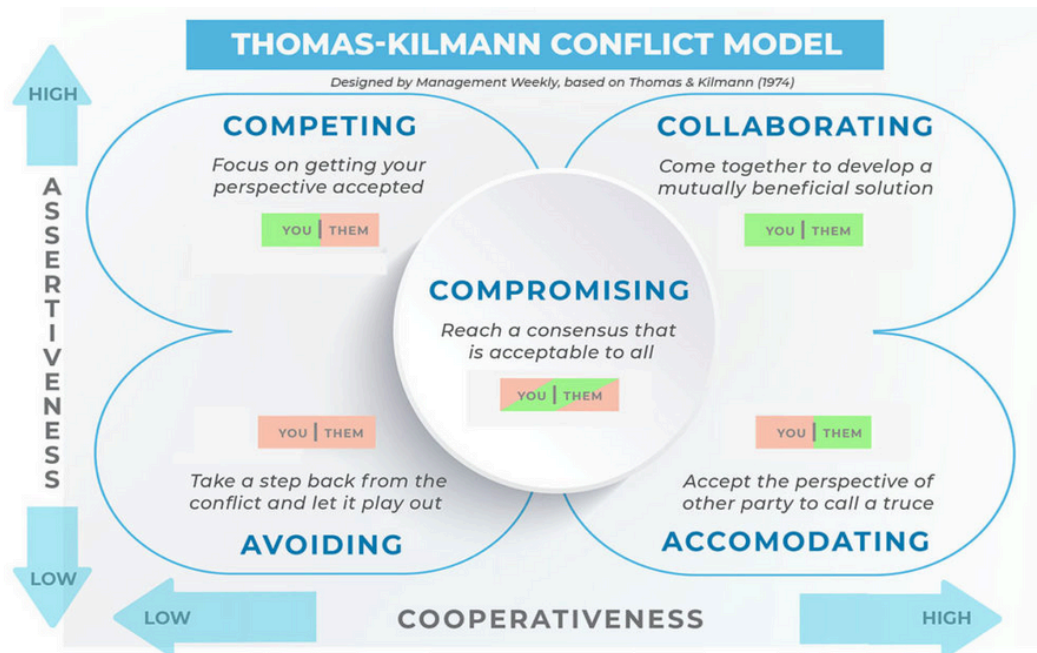 THOMAS-KILMANN CONFLICT MODEL
Designed by Management Weekly, based on Thomas & Kilmann (1974)
HIGH
ASSERTIVENESS
LOW
COMPETING
Focus on getting your
perspective accepted
YOU | THEM
COLLABORATING
Come together to develop a
mutually beneficial solution
YOU | THEM
COMPROMISING
Reach a consensus that
is acceptable to all
YOU | THEM
YOU | THEM
Take a step back from the
conflict and let it play out
AVOIDING
YOU | THEM
Accept the perspective of
other party to call a truce
ACCOMODATING
LOW
COOPERATIVENESS
HIGH